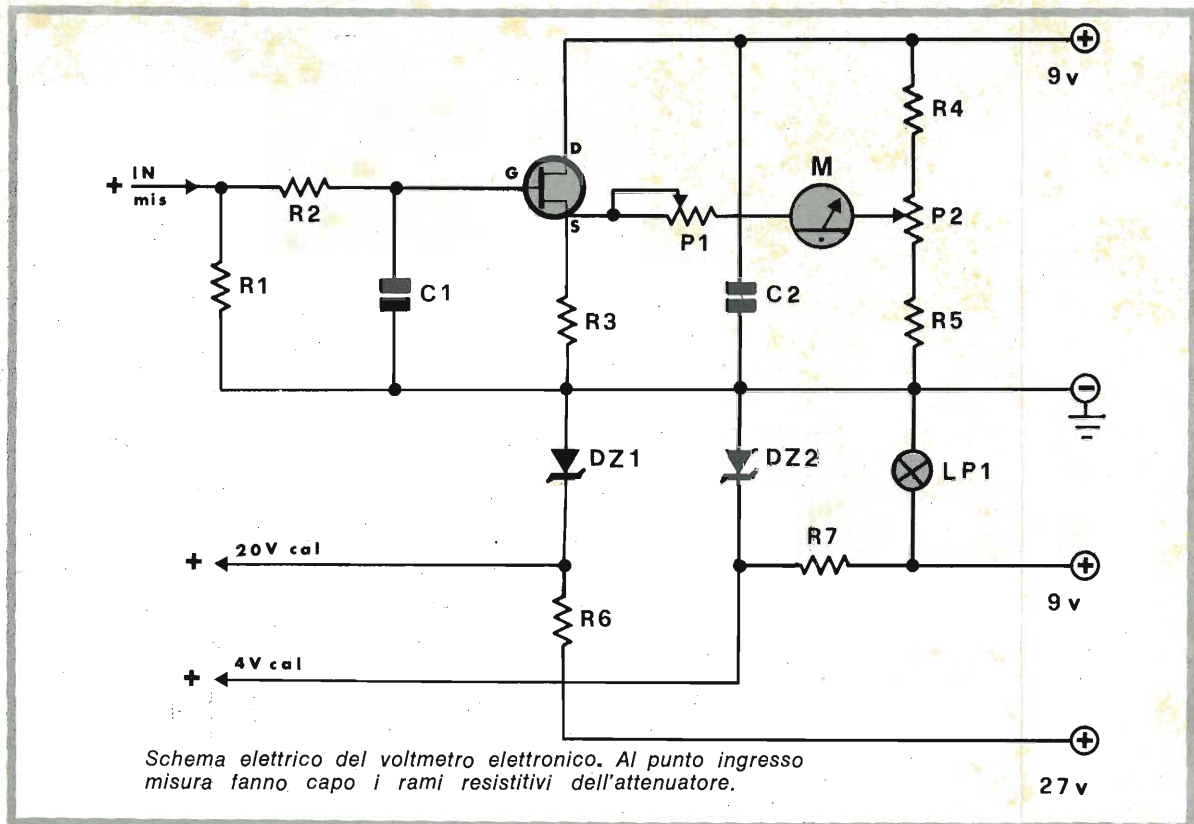 9 v
R4
D
M
+ IN
mis
G
R2
P2
S
P1
R1
C1
C2
R3
R5
−
DZ1
DZ2
LP1
R7
+ 20V cal
9 v
R6
+ 4V cal
Schema elettrico del voltmetro elettronico. Al punto ingresso
misura fanno capo i rami resistitivi dell'attenuatore.
27 v